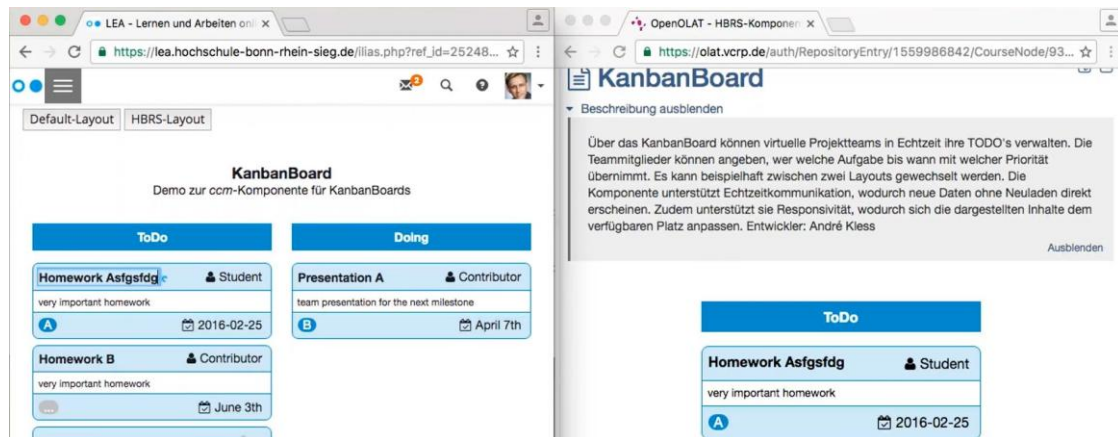 LEA - Lernen und Arbeiten onl
https://lea.hochschule-bonn-rhein-sieg.de/ilias.php?ref_id=25248...
3
Default-Layout HBRS-Layout
KanbanBoard
Demo zur ccm-Komponente für KanbanBoards
ToDo
Homework Asfgsfdg Student
very important homework
A 2016-02-25
Homework B Contributor
very important homework
... June 3th
Doing
Presentation A Contributor
team presentation for the next milestone
B April 7th
OpenOLAT - HBRS-Komponen
https://olat.vcrp.de/auth/RepositoryEntry/1559986842/CourseNode/93...
KanbanBoard
Beschreibung ausblenden
Über das KanbanBoard können virtuelle Projektteams in Echtzeit ihre TODO's verwalten. Die
Teammitglieder können angeben, wer welche Aufgabe bis wann mit welcher Priorität
übernimmt. Es kann beispielhaft zwischen zwei Layouts gewechselt werden. Die
Komponente unterstützt Echtzeitkommunikation, wodurch neue Daten ohne Neuladen direkt
erscheinen. Zudem unterstützt sie Responsivität, wodurch sich die dargestellten Inhalte dem
verfügbaren Platz anpassen. Entwickler: André Kless
Ausblenden
ToDo
Homework Asfgsfdg Student
very important homework
A 2016-02-25